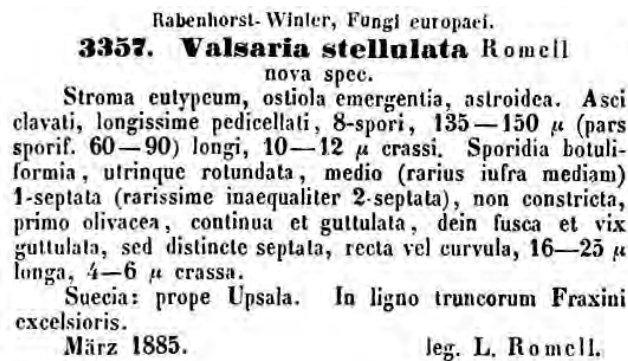 Rabenhorst-Winter, Fungi europaei.
3357. Valsaria stellulata Romell
nova spec.
Stroma eutypeum, ostiola emergentia, astroidea. Asci
clavati, longissime pedicellati, 8-spori, 135—150 µ (pars
sporif. 60—90) longi, 10—12 µ crassi. Sporidia botuli-
formia, utrinque rotundata, medio (rarius iufra mediam)
1-septata (rarissime inaequaliter 2-septata), non constricta,
primo olivacea, continua et guttulata, dein fusca et vix
guttulata, sed distincte septata, recta vel curvula, 16—25 µ
longa, 4—6 µ crassa.
Suecia: prope Upsala. In ligno truncorum Fraxini
excelsioris.
März 1885. leg. L. Romell.